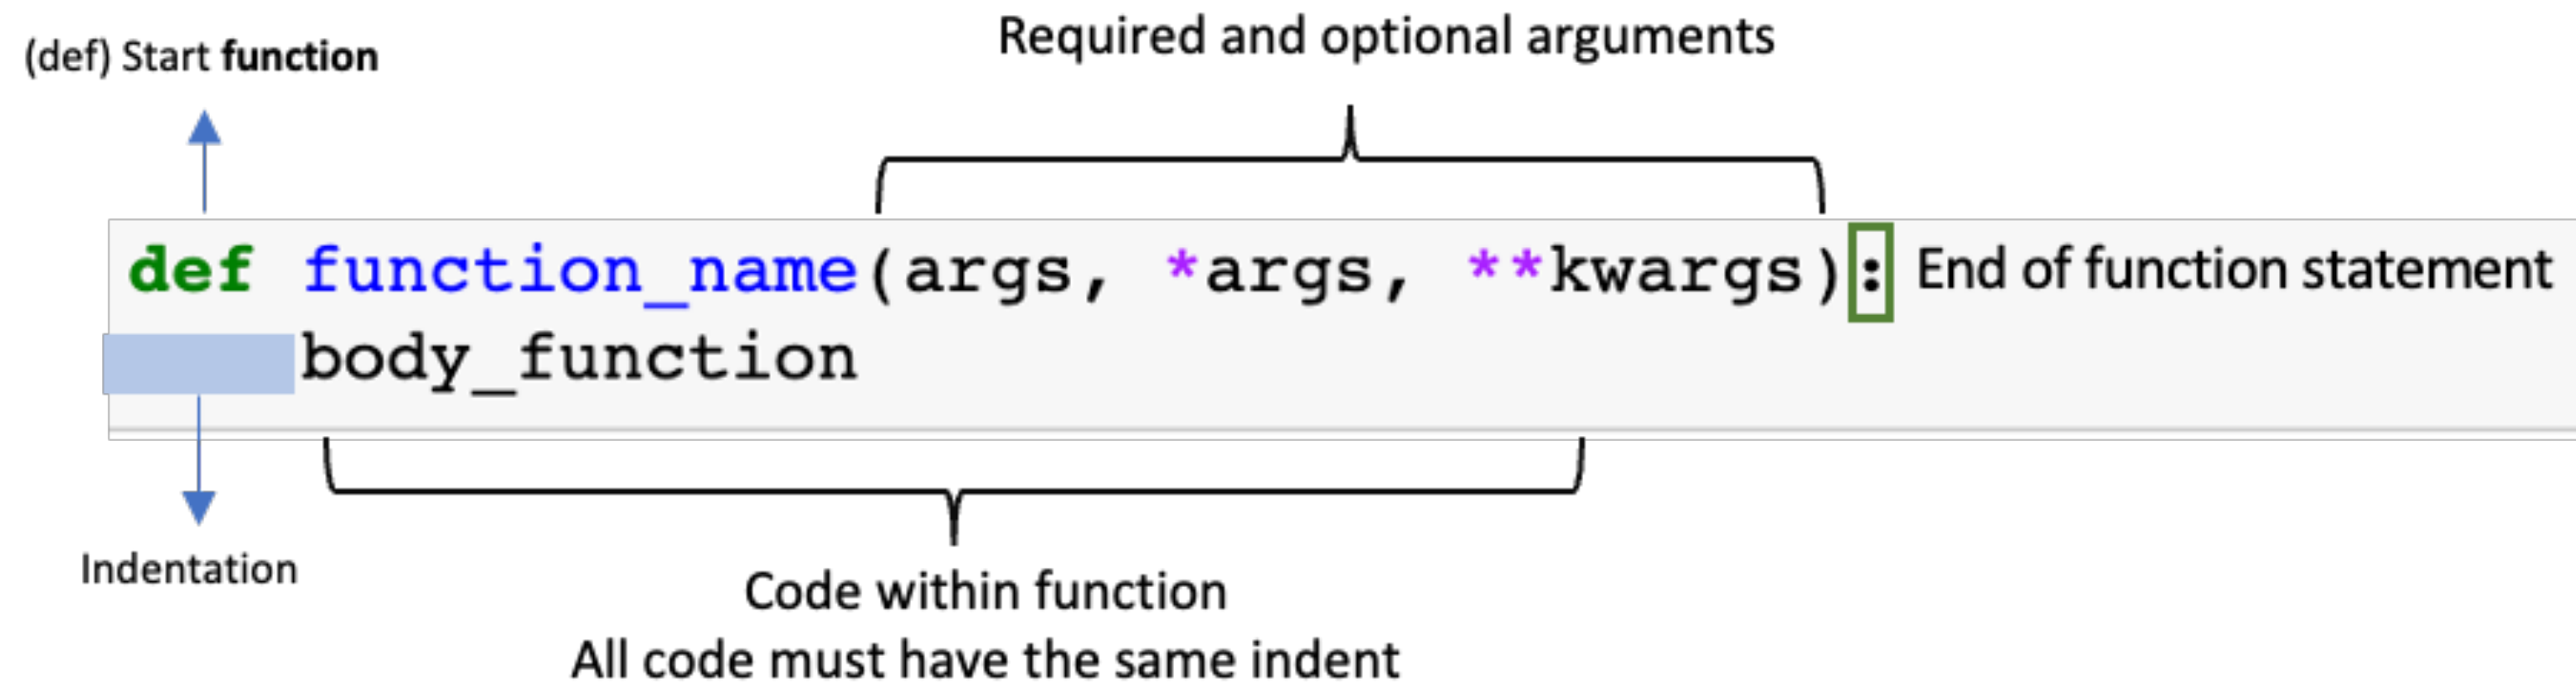 (def) Start function
Required and optional arguments
def function_name(args, *args, **kwargs): End of function statement
body_function
Indentation
Code within function
All code must have the same indent